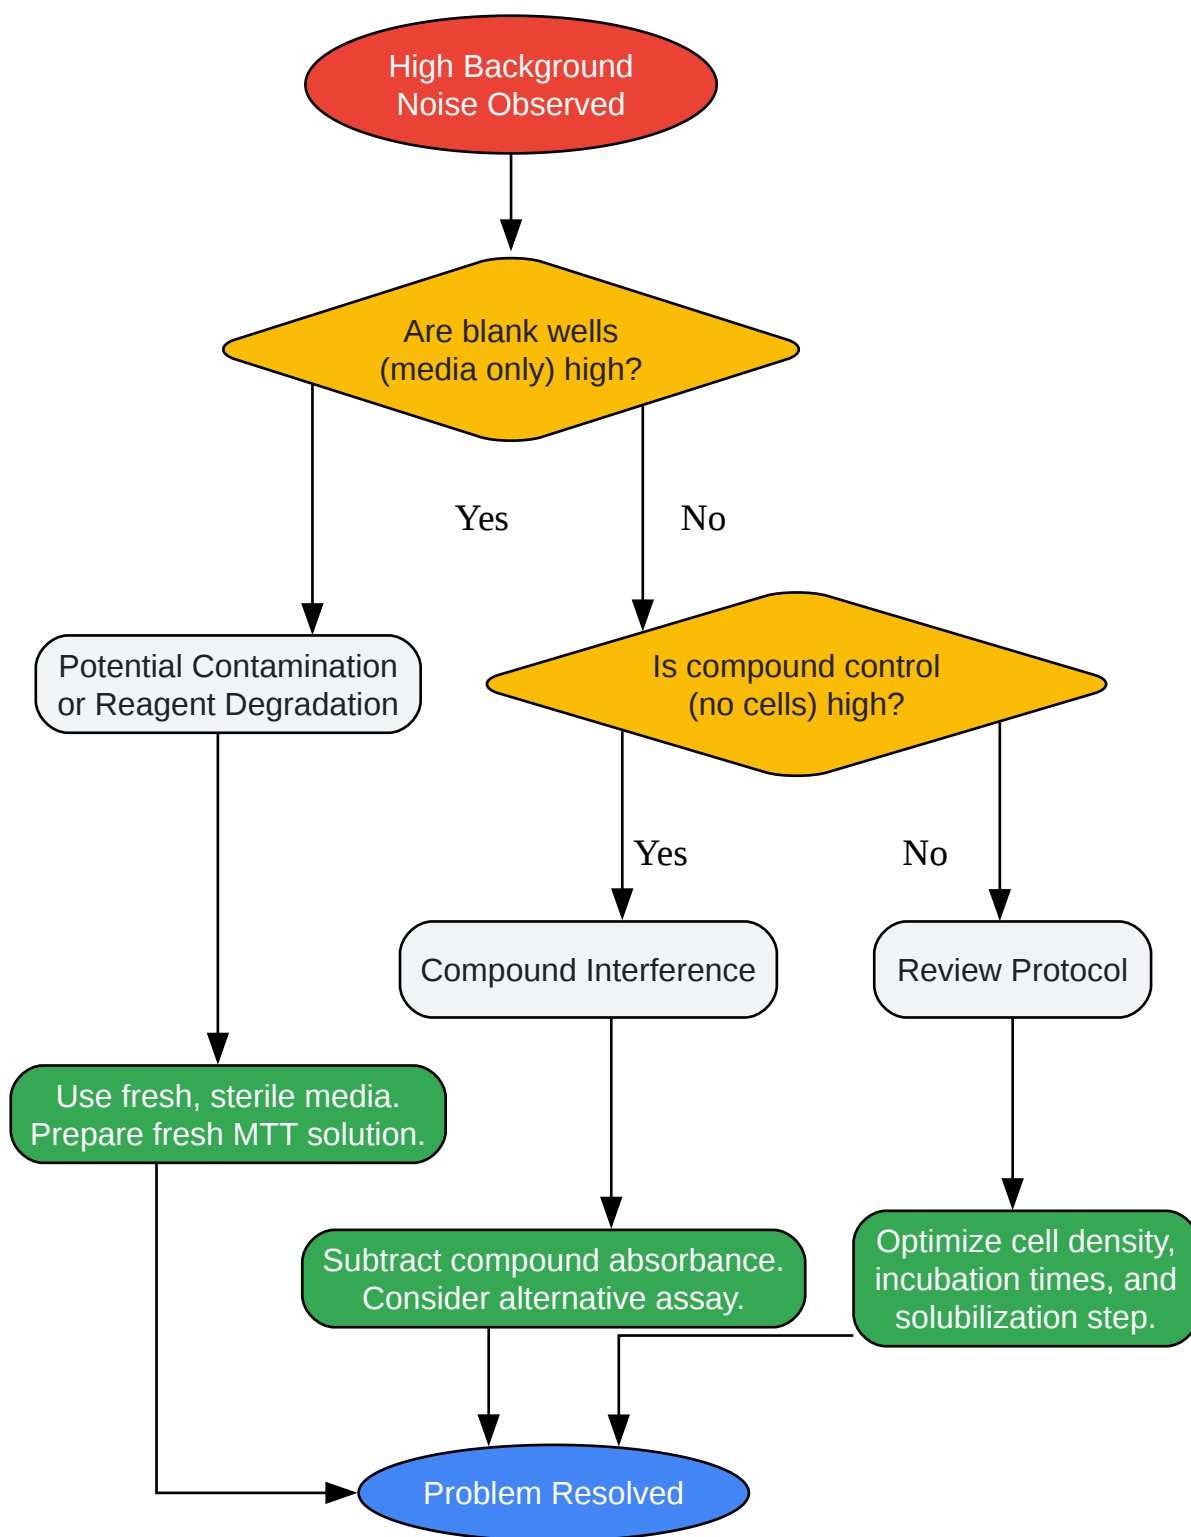 High Background
Noise Observed
Are blank wells
(media only) high?
Yes
No
Potential Contamination
or Reagent Degradation
Is compound control
(no cells) high?
Yes
No
Compound Interference
Review Protocol
Use fresh, sterile media.
Prepare fresh MTT solution.
Subtract compound absorbance.
Consider alternative assay.
Optimize cell density,
incubation times, and
solubilization step.
Problem Resolved